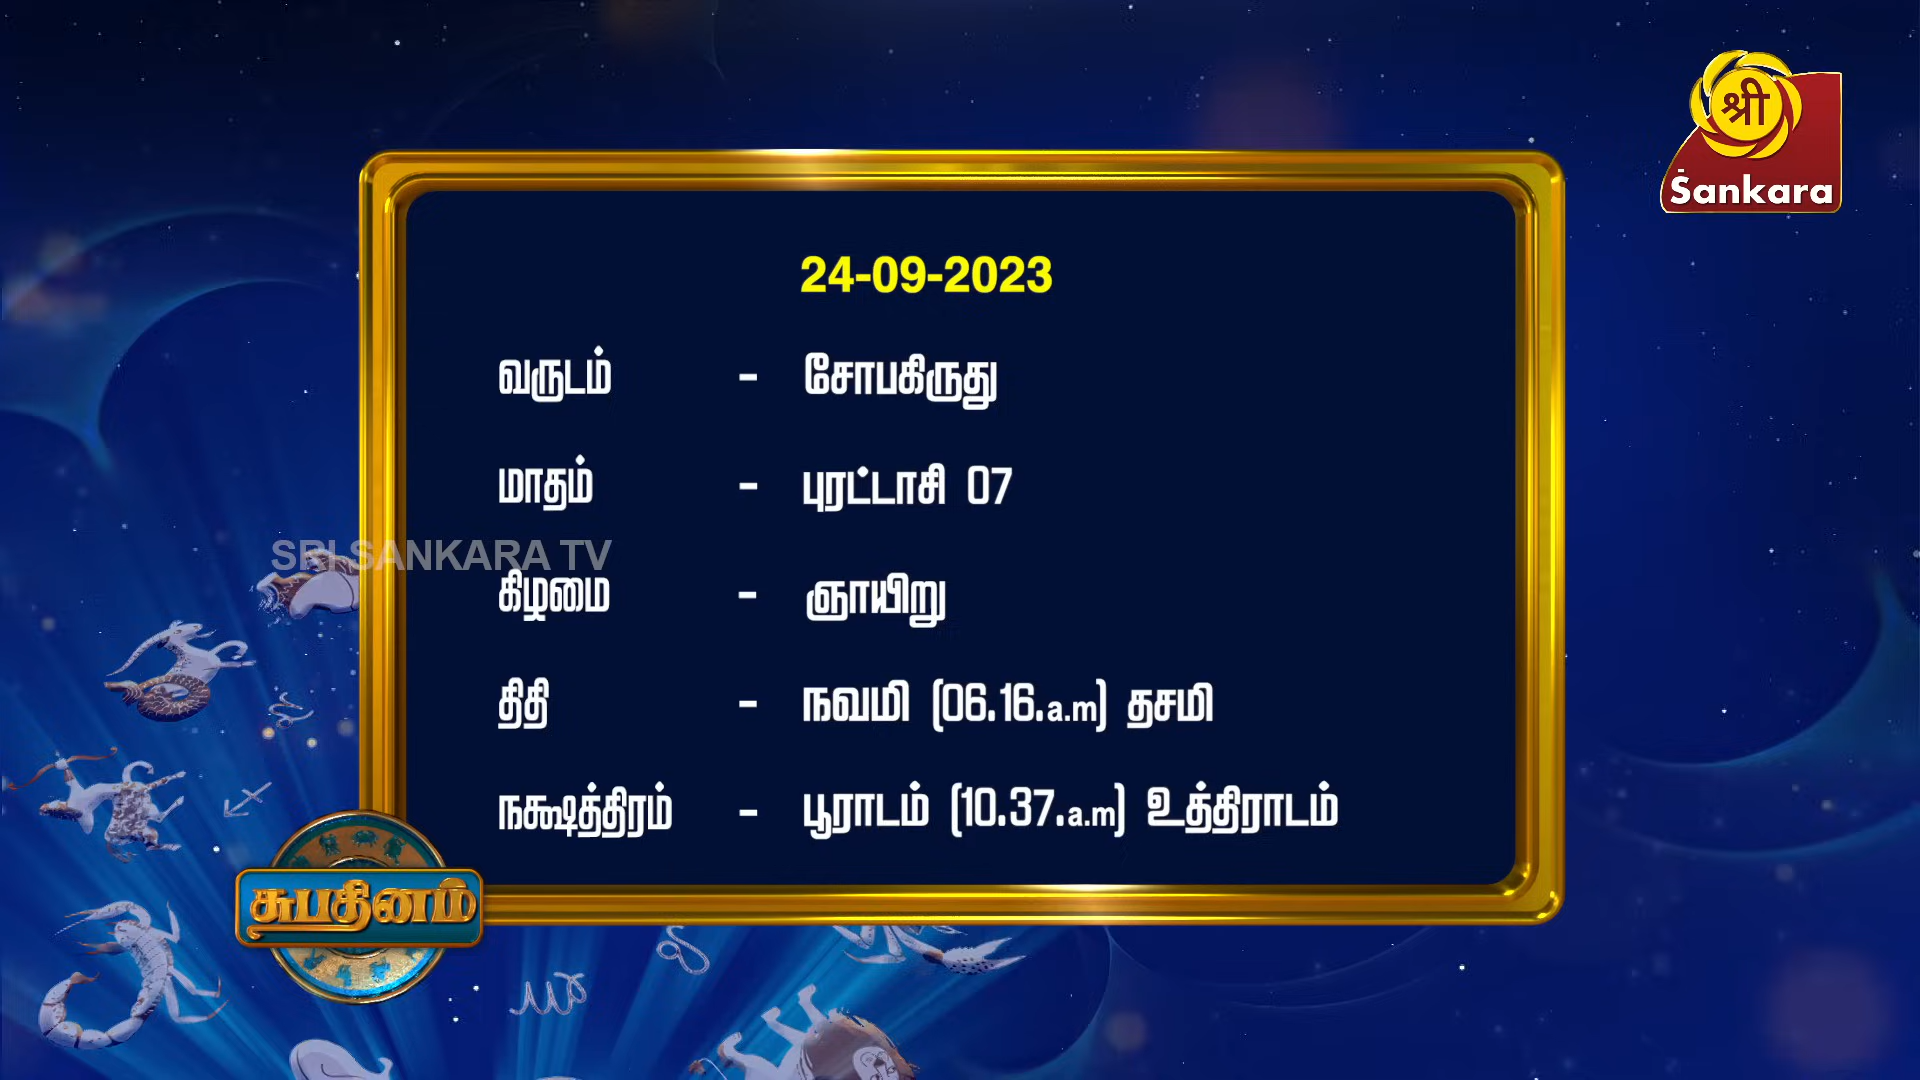 श्री
Sankara
24-09-2023
வருடம் - சோபகிருது
மாதம் - புரட்டாசி 07
SRI SANKARA TV
கிழமை - ஞாயிறு
திதி - நவமி (06.16.a.m) தசமி
நக்ஷத்திரம் - பூராடம் (10.37.a.m) உத்திராடம்
சுபதினம்